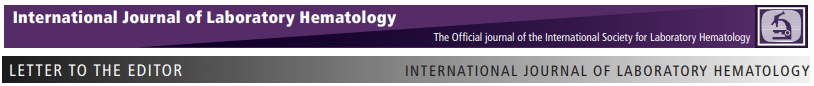 International Journal of Laboratory Hematology
The Official journal of the International Society for Laboratory Hematology
LETTER TO THE EDITOR INTERNATIONAL JOURNAL OF LABORATORY HEMATOLOGY